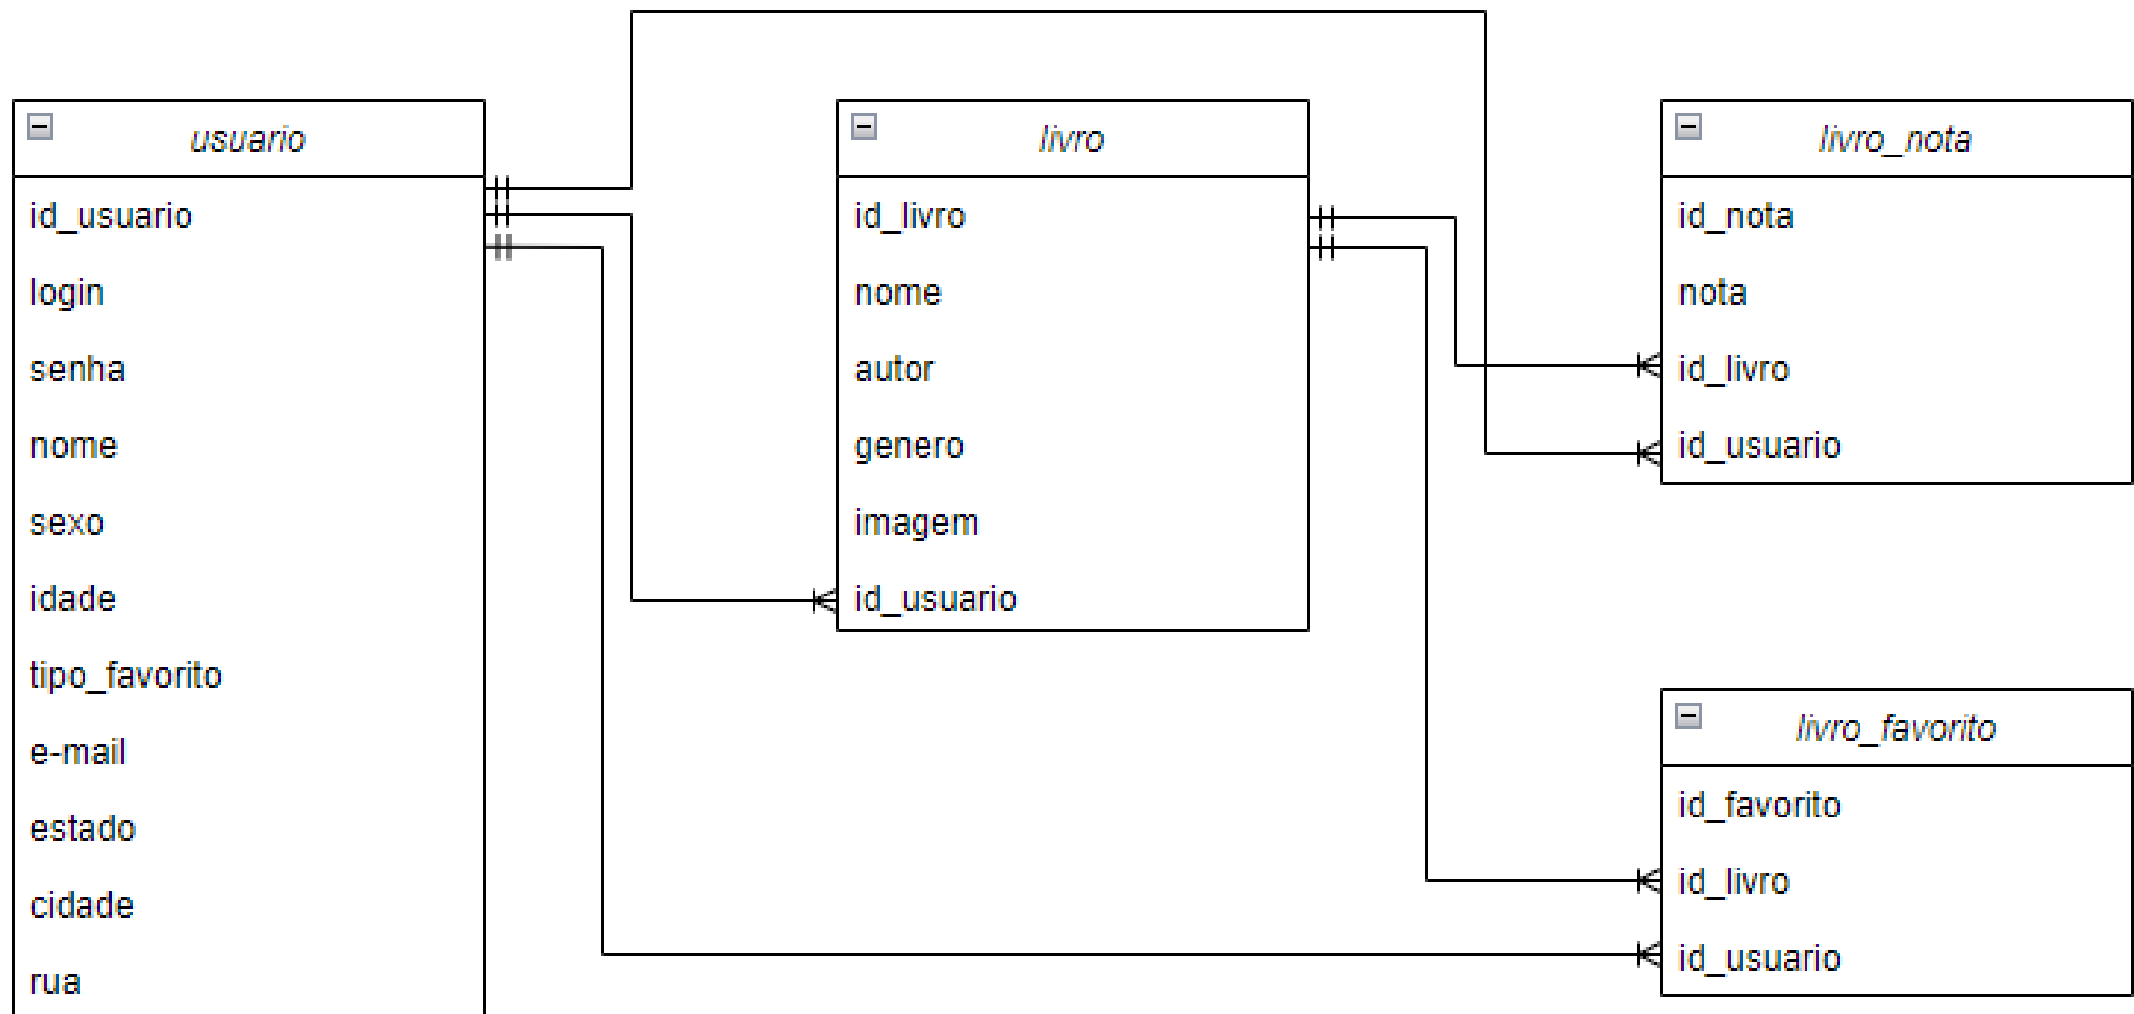 usuario
id_usuario
login
senha
nome
sexo
idade
tipo_favorito
e-mail
estado
cidade
rua
livro
id_livro
nome
autor
genero
imagem
id_usuario
livro_nota
id_nota
nota
id_livro
id_usuario
livro_favorito
id_favorito
id_livro
id_usuario